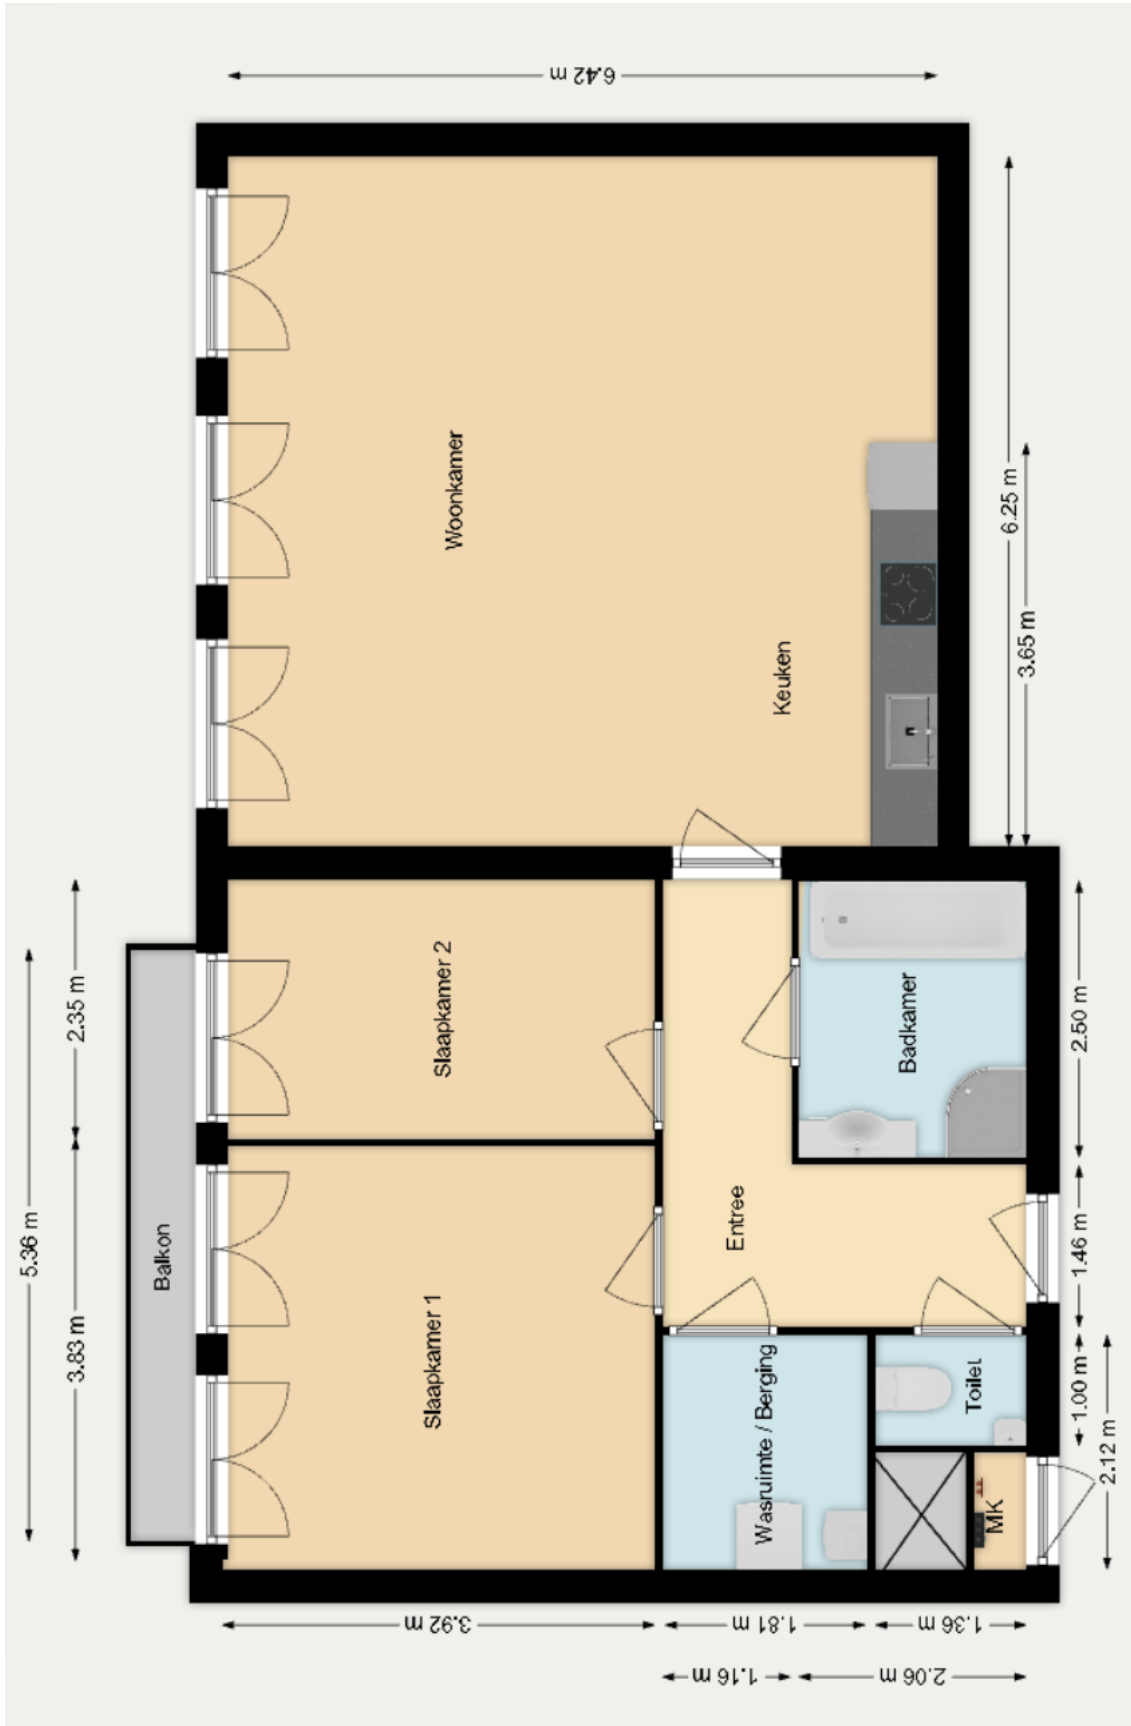 6.42 m
Woonkamer
6.25 m
3.65 m
Keuken
Slaapkamer 2
2.35 m
Badkamer
2.50 m
5.36 m
Balkon
Entree
1.46 m
3.83 m
Slaapkamer 1
Wasruimte / Berging
Toilet
1.00 m
2.12 m
MK
3.92 m
1.81 m
1.36 m
1.16 m
2.06 m